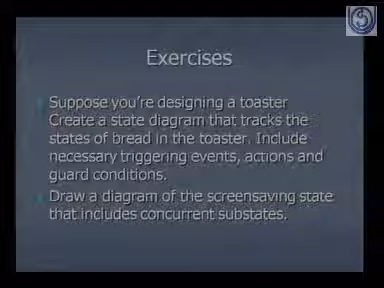 Exercises
Suppose you're designing a toaster
Create a state diagram that tracks the
states of bread in the toaster. Include
necessary triggering events, actions and
guard conditions.
Draw a diagram of the screensaving state
that includes concurrent substates.